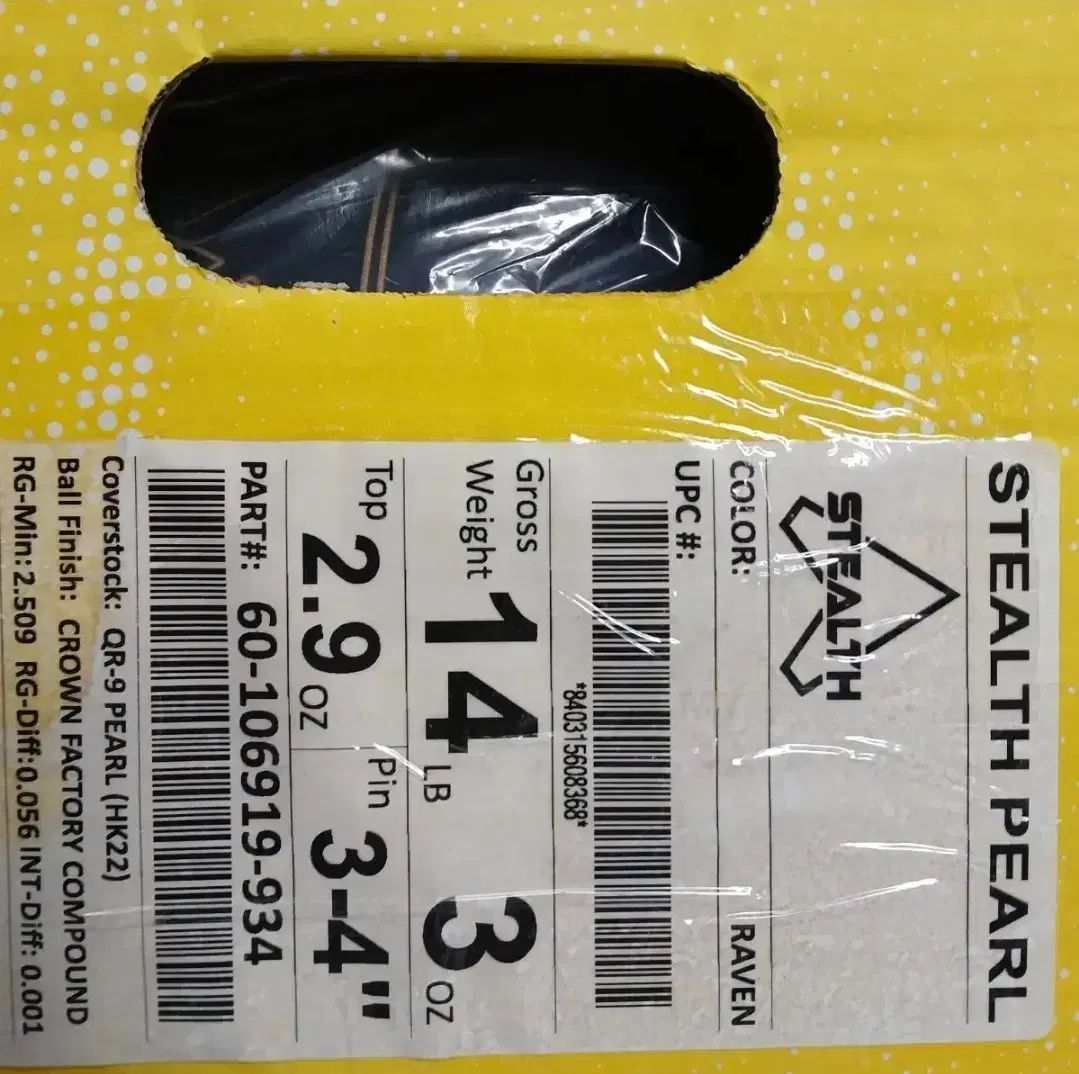 STEALTH PEARL
STEALTH
COLOR: RAVEN
UPC #:
*840315608368*
Gross Weight 14 LB 3 OZ
Top 2.9 OZ Pin 3-4"
PART#: 60-106919-934
Coverstock: QR-9 PEARL (HK22)
Ball Finish: CROWN FACTORY COMPOUND
RG-Min:2.509 RG-Diff:0.056 INT-Diff: 0.001